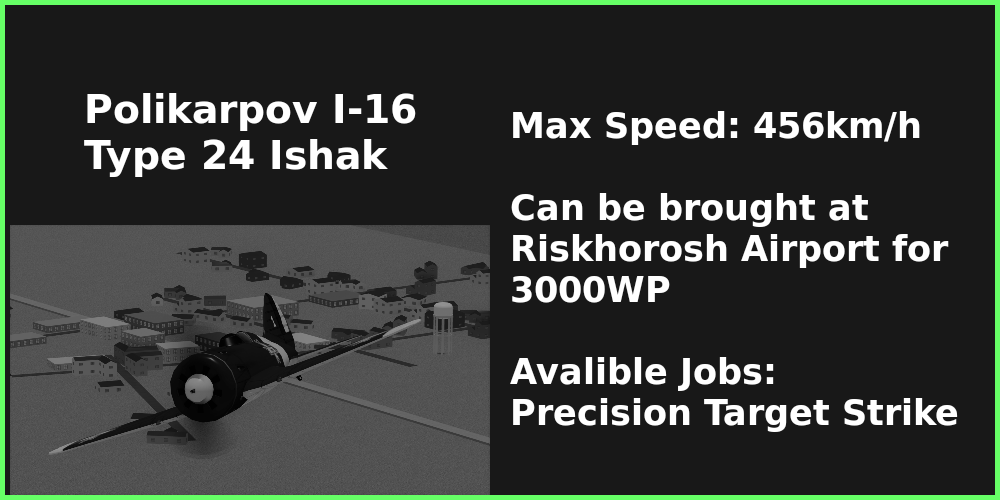 Polikarpov I-16
Type 24 Ishak
Max Speed: 456km/h
Can be brought at
Riskhorosh Airport for
3000WP
Avalible Jobs:
Precision Target Strike